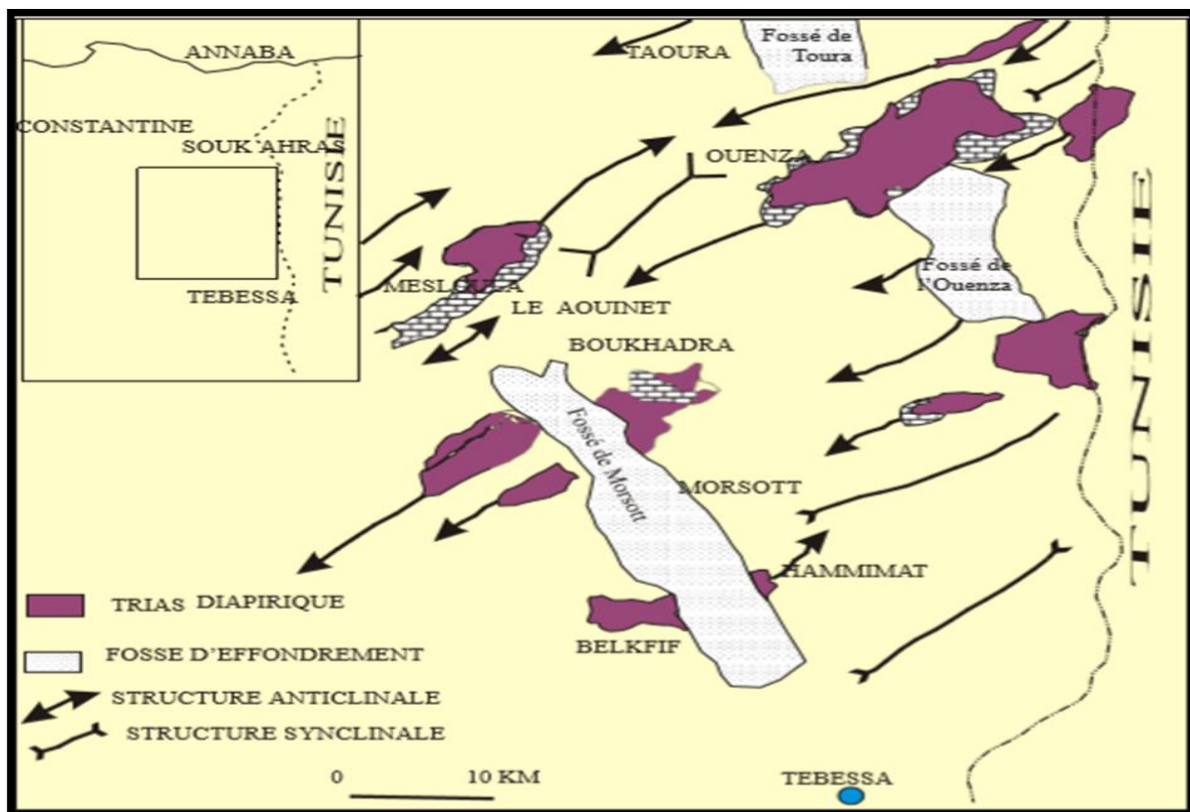 ANNABA
CONSTANTINE
SOUK AHRAS
TUNISIE
TEBESSA
TAOURA
Fossé de
Toura
OUENZA
MESLOULA
LE AOUINET
Fossé de
l'Ouenza
TUNISIE
BOUKHADRA
Fossé de Morsott
MORSOTT
HAMMIMAT
BELKFIF
TRIAS DIAPIRIQUE
FOSSE D'EFFONDREMENT
STRUCTURE ANTICLINALE
STRUCTURE SYNCLINALE
0 10 KM
TEBESSA